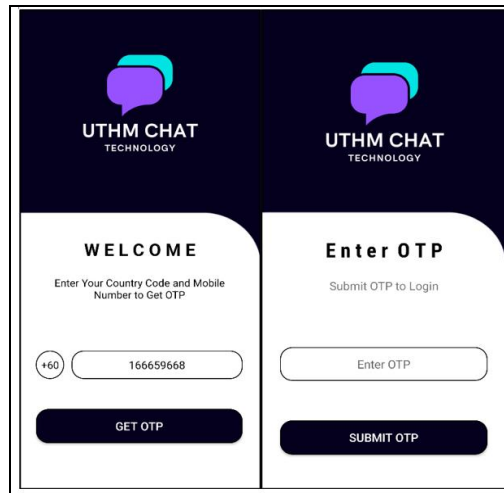 UTHM CHAT
TECHNOLOGY
WELCOME
Enter Your Country Code and Mobile
Number to Get OTP
+60
166659668
GET OTP
UTHM CHAT
TECHNOLOGY
Enter OTP
Submit OTP to Login
Enter OTP
SUBMIT OTP